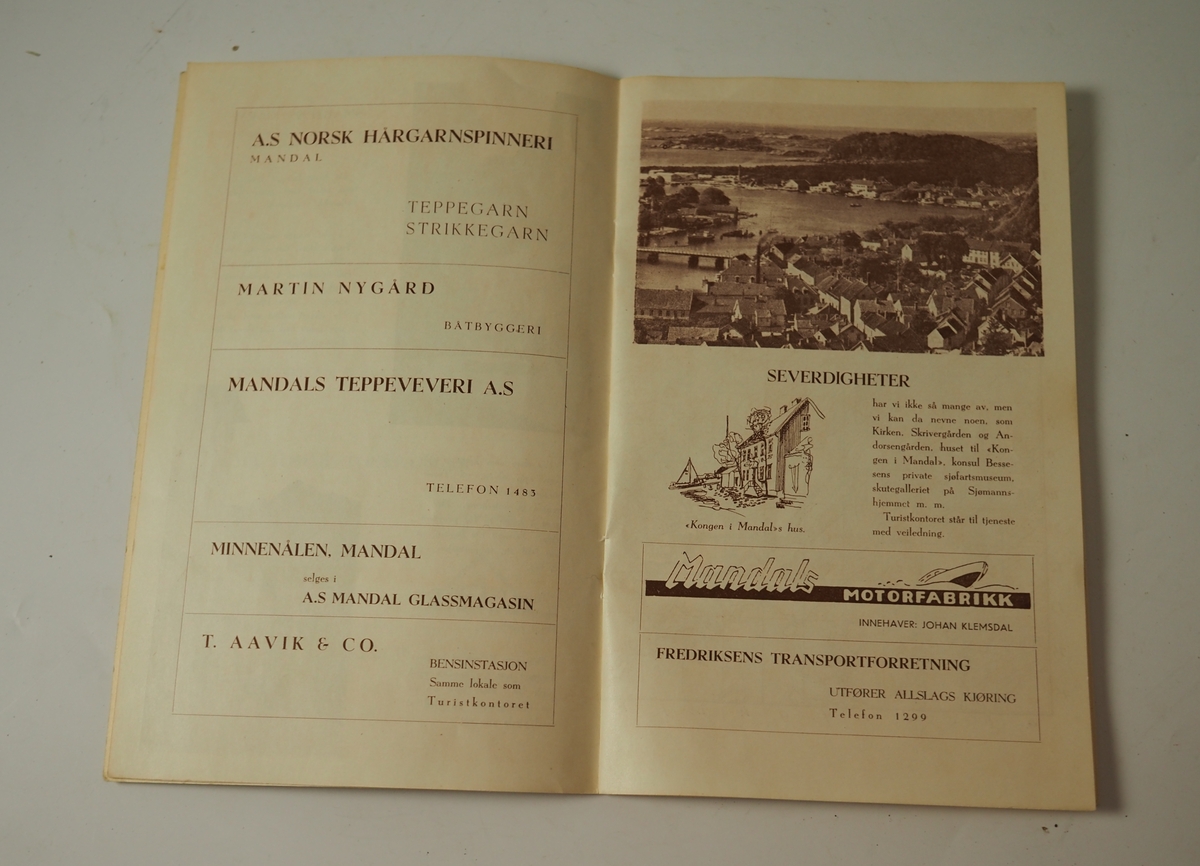 A.S NORSK HÅRGARNSPINNERI
MANDAL
TEPPEGARN
STRIKKEGARN
MARTIN NYGÅRD
BÅTBYGGERI
MANDALS TEPPEVEVERI A.S
TELEFON 1483
MINNENÅLEN, MANDAL
selges i
A.S MANDAL GLASSMAGASIN
T. AAVIK & CO.
BENSINSTASJON
Samme lokale som
Turistkontoret
SEVERDIGHETER
har vi ikke så mange av, men
vi kan da nevne noen, som
Kirken, Skrivergården og An-
dorsengården, huset til «Kon-
gen i Mandal», konsul Besse-
sens private sjøfartsmuseum,
skutegalleriet på Sjømanns-
hjemmet m. m.
Turistkontoret står til tjeneste
med veiledning.
«Kongen i Mandal»s hus.
Mandals
MOTORFABRIKK
INNEHAVER: JOHAN KLEMSDAL
FREDRIKSENS TRANSPORTFORRETNING
UTFØRER ALLSLAGS KJØRING
Telefon 1299